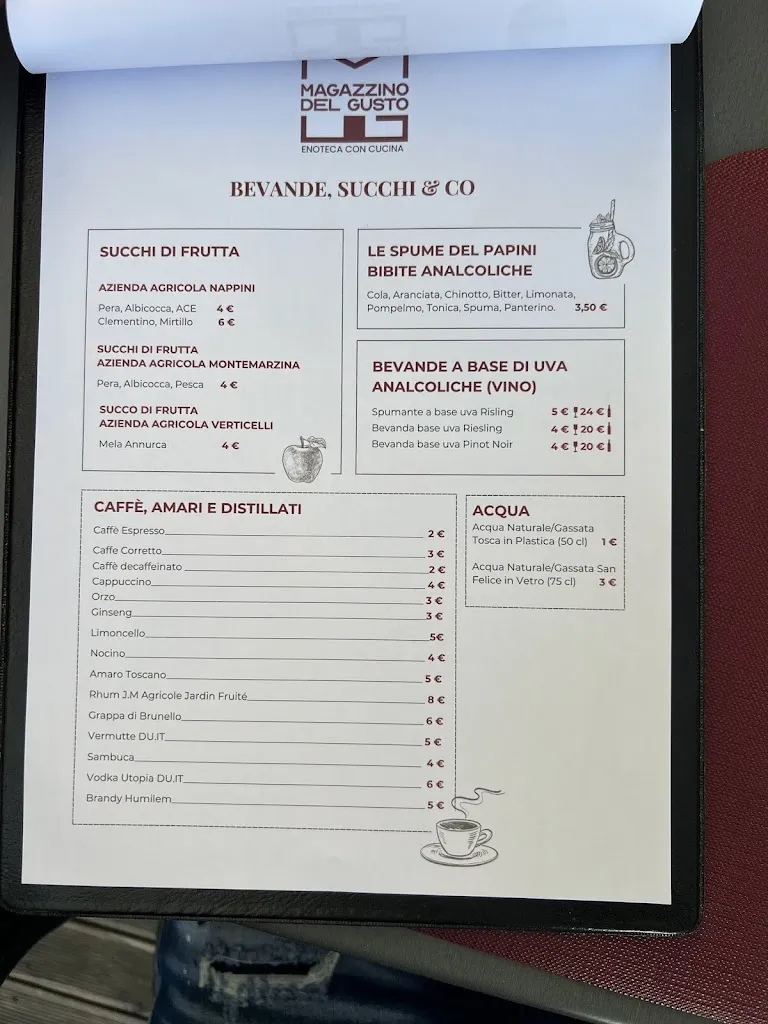 MAGAZZINO
DEL GUSTO
ENOTECA CON CUCINA
BEVANDE, SUCCHI & CO
SUCCHI DI FRUTTA
AZIENDA AGRICOLA NAPPINI
Pera, Albicocca, ACE 4 €
Clementino, Mirtillo 6 €
SUCCHI DI FRUTTA
AZIENDA AGRICOLA MONTEMARZINA
Pera, Albicocca, Pesca 4 €
SUCCO DI FRUTTA
AZIENDA AGRICOLA VERTICELLI
Mela Annurca 4 €
LE SPUME DEL PAPINI
BIBITE ANALCOLICHE
Cola, Aranciata, Chinotto, Bitter, Limonata,
Pompelmo, Tonica, Spuma, Panterino. 3,50 €
BEVANDE A BASE DI UVA
ANALCOLICHE (VINO)
Spumante a base uva Risling 5 € 24 €
Bevanda base uva Riesling 4 € 20 €
Bevanda base uva Pinot Noir 4 € 20 €
CAFFÈ, AMARI E DISTILLATI
Caffè Espresso 2 €
Caffe Corretto 3 €
Caffè decaffeinato 2 €
Cappuccino 4 €
Orzo 3 €
Ginseng 3 €
Limoncello 5€
Nocino 4 €
Amaro Toscano 5 €
Rhum J.M Agricole Jardin Fruité 8 €
Grappa di Brunello 6 €
Vermutte DU.IT 5 €
Sambuca 4 €
Vodka Utopia DU.IT 6 €
Brandy Humilem 5 €
ACQUA
Acqua Naturale/Gassata
Tosca in Plastica (50 cl) 1 €
Acqua Naturale/Gassata San
Felice in Vetro (75 cl) 3 €